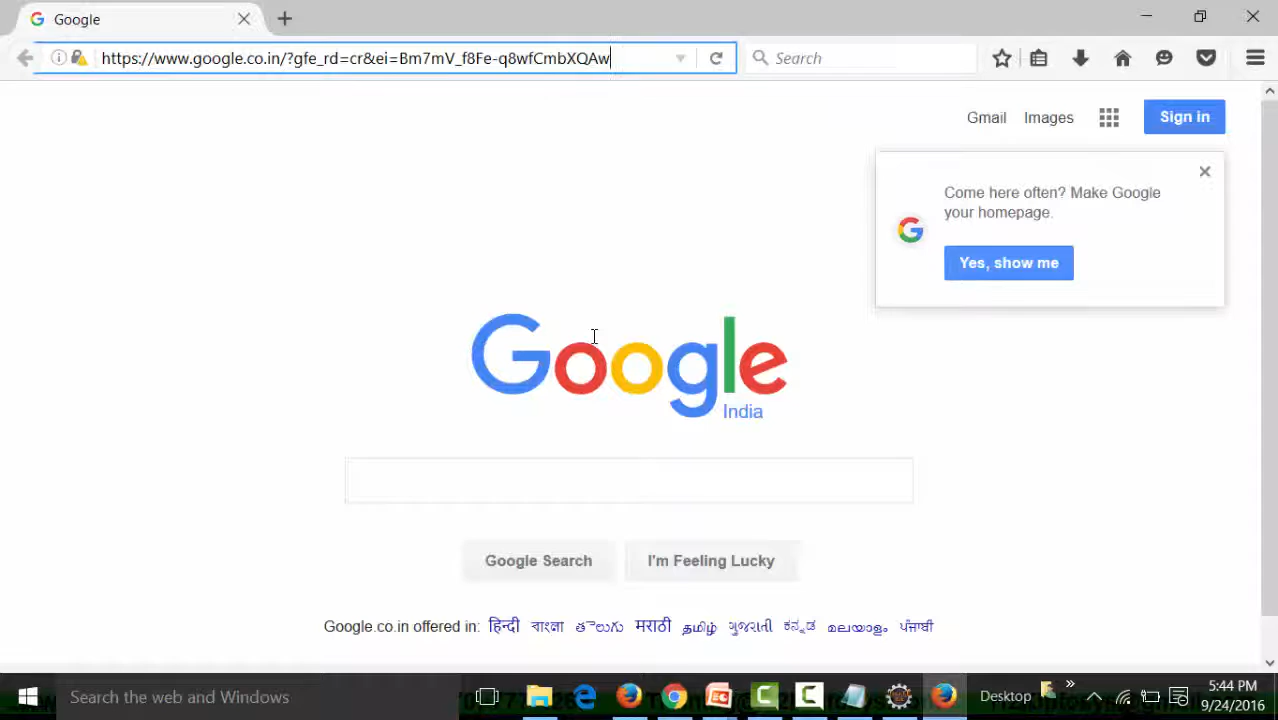 Google
https://www.google.co.in/?gfe_rd=cr&ei=Bm7mV_f8Fe-q8wfCmbXQAw
Search
Gmail Images Sign in
Come here often? Make Google
your homepage.
Yes, show me
Google
India
Google Search I'm Feeling Lucky
Google.co.in offered in: हिन्दी বাংলা తెలుగు मराठी தமிழ் ગુજરાતી ಕನ್ನಡ മലയാളം ਪੰਜਾਬੀ
Search the web and Windows Desktop 5:44 PM
9/24/2016